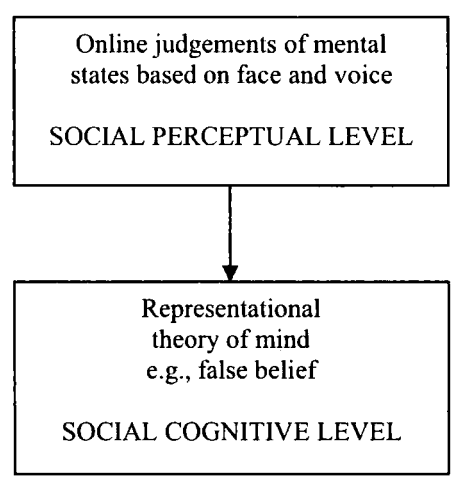 Online judgements of mental
states based on face and voice
SOCIAL PERCEPTUAL LEVEL
Representational
theory of mind
e.g., false belief
SOCIAL COGNITIVE LEVEL